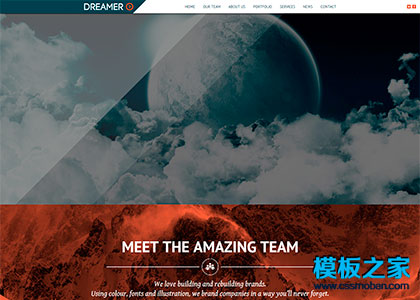 DREAMER
HOME OUR TEAM ABOUT US PORTFOLIO SERVICES NEWS CONTACT
MEET THE AMAZING TEAM
We love building and rebuilding brands.
Using colour, fonts and illustration, we brand companies in a way you'll never forget.
模板之家
www.cssmoban.com